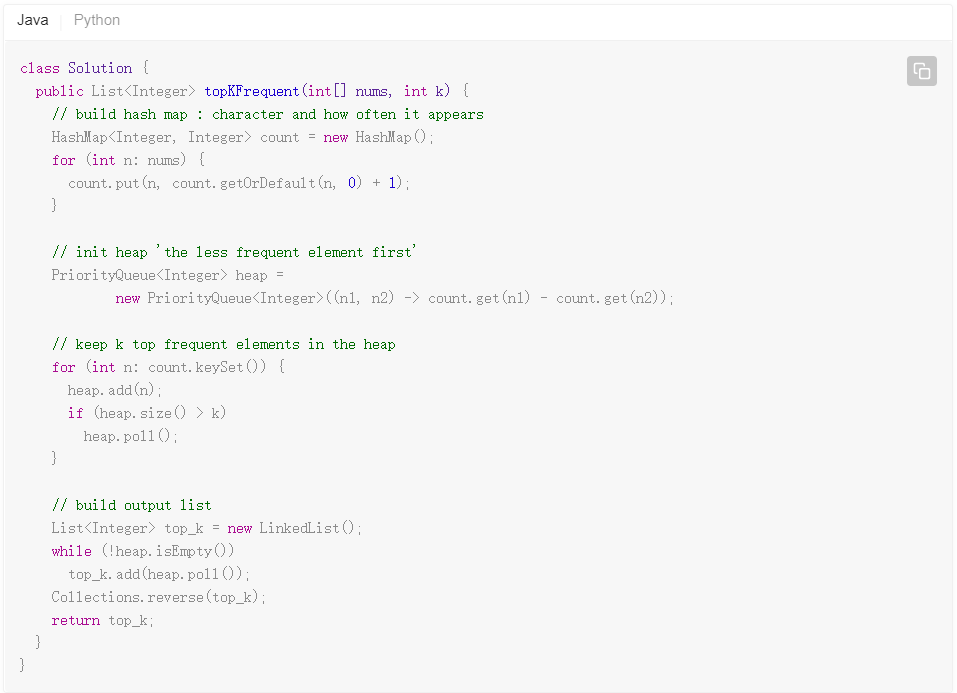 Java Python
class Solution {
  public List<Integer> topKFrequent(int[] nums, int k) {
    // build hash map : character and how often it appears
    HashMap<Integer, Integer> count = new HashMap();
    for (int n: nums) {
      count.put(n, count.getOrDefault(n, 0) + 1);
    }

    // init heap 'the less frequent element first'
    PriorityQueue<Integer> heap =
            new PriorityQueue<Integer>((n1, n2) -> count.get(n1) - count.get(n2));

    // keep k top frequent elements in the heap
    for (int n: count.keySet()) {
      heap.add(n);
      if (heap.size() > k)
        heap.poll();
    }

    // build output list
    List<Integer> top_k = new LinkedList();
    while (!heap.isEmpty())
      top_k.add(heap.poll());
    Collections.reverse(top_k);
    return top_k;
  }
}